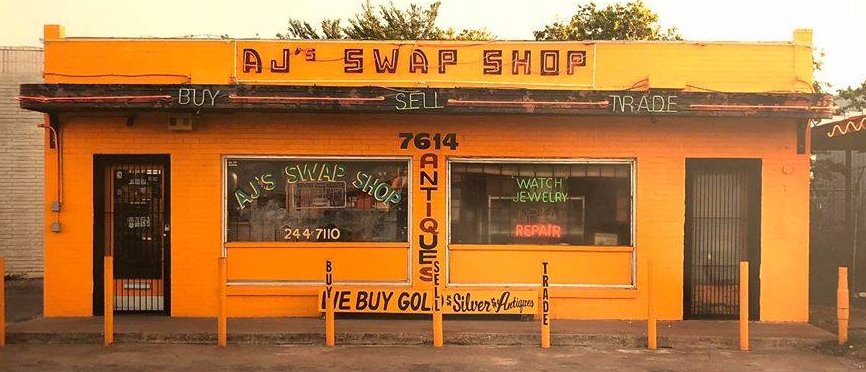 AJ's SWAP SHOP
BUY SELL TRADE
7614
ANTIQUES
AJ'S SWAP SHOP
244-7110
WATCH
JEWELRY
REPAIR
BUY
SELL
TRADE
WE BUY GOLD's Silver's Antiques